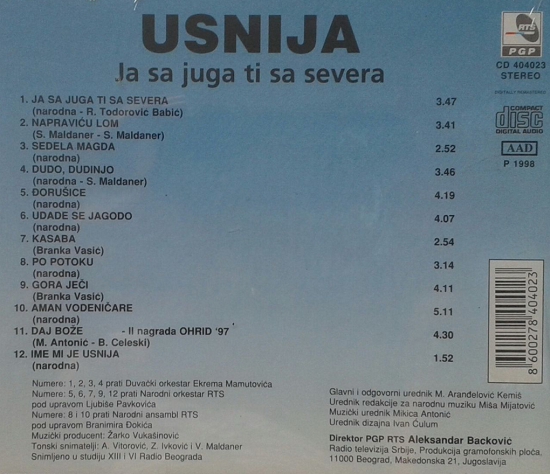 USNIJA
Ja sa juga ti sa severa
RTS
PGP
CD 404023
STEREO
DIGITALLY REMASTERED
COMPACT
disc
DIGITAL AUDIO
AAD
P 1998
1. JA SA JUGA TI SA SEVERA 3.47
(narodna - R. Todorović Babić)
2. NAPRAVIĆU LOM 3.41
(S. Maldaner - S. Maldaner)
3. SEDELA MAGDA 2.52
(narodna)
4. DUDO, DUDINJO 3.46
(narodna - S. Maldaner)
5. ĐORUŠICE 4.19
(narodna)
6. UDADE SE JAGODO 4.07
(narodna)
7. KASABA 2.54
(Branka Vasić)
8. PO POTOKU 3.14
(narodna)
9. GORA JEČI 4.11
(Branka Vasić)
10. AMAN VODENIČARE 5.11
(narodna)
11. DAJ BOŽE - II nagrada OHRID '97 4.30
(M. Antonić - B. Celeski)
12. IME MI JE USNIJA 1.52
(narodna)
8600278404023
Numere: 1, 2, 3, 4 prati Duvački orkestar Ekrema Mamutovića
Numere: 5, 6, 7, 9, 12 prati Narodni orkestar RTS
pod upravom Ljubiše Pavkovića
Numere: 8 i 10 prati Narodni ansambl RTS
pod upravom Branimira Đokića
Muzički producent: Žarko Vukašinović
Tonski snimatelji: A. Vitorović, Z. Ivković i V. Maldarović
Snimljeno u studiju XIII i VI Radio Beograda
Glavni i odgovorni urednik M. Aranđelović Kemiš
Urednik redakcije za narodnu muziku Miša Mijatović
Muzički urednik Mikica Antonić
Urednik dizajna Ivan Ćulum
Direktor PGP RTS Aleksandar Backović
Radio televizija Srbije, Produkcija gramofonskih ploča,
11000 Beograd, Makedonska 21, Jugoslavija